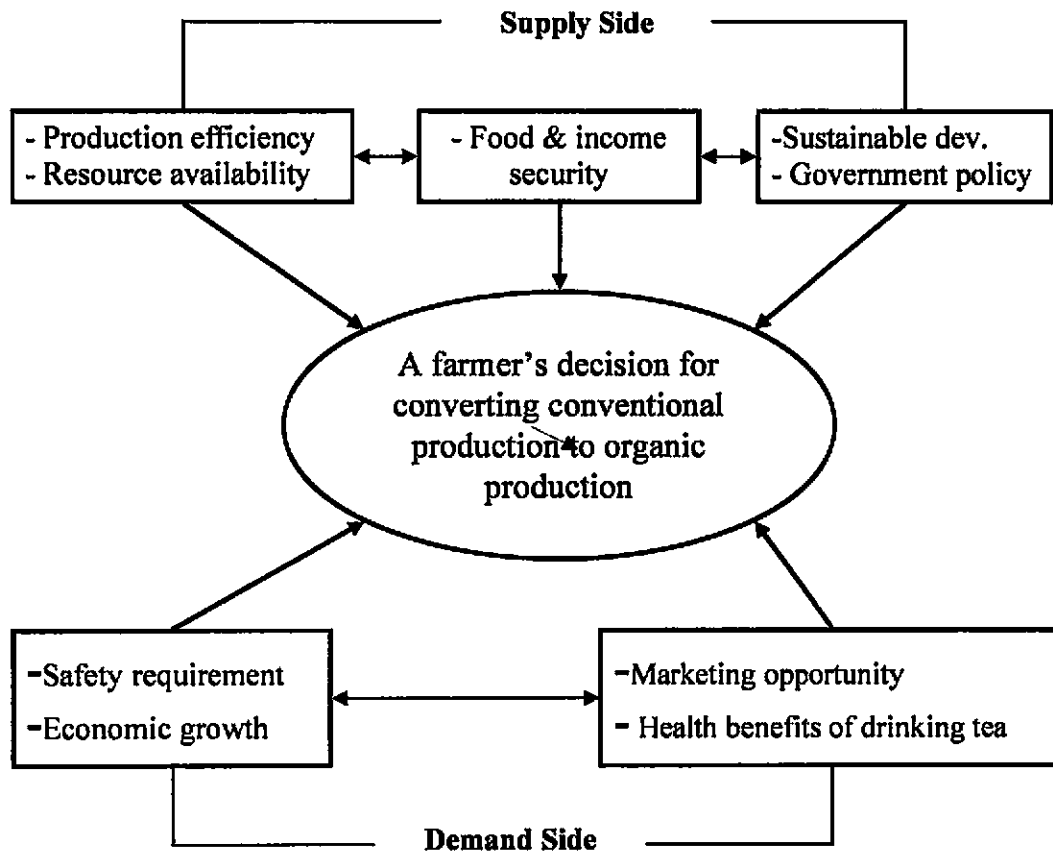 Supply Side
- Production efficiency
- Resource availability
- Food & income
security
-Sustainable dev.
- Government policy
A farmer's decision for
converting conventional
production to organic
production
-Safety requirement
-Economic growth
-Marketing opportunity
- Health benefits of drinking tea
Demand Side